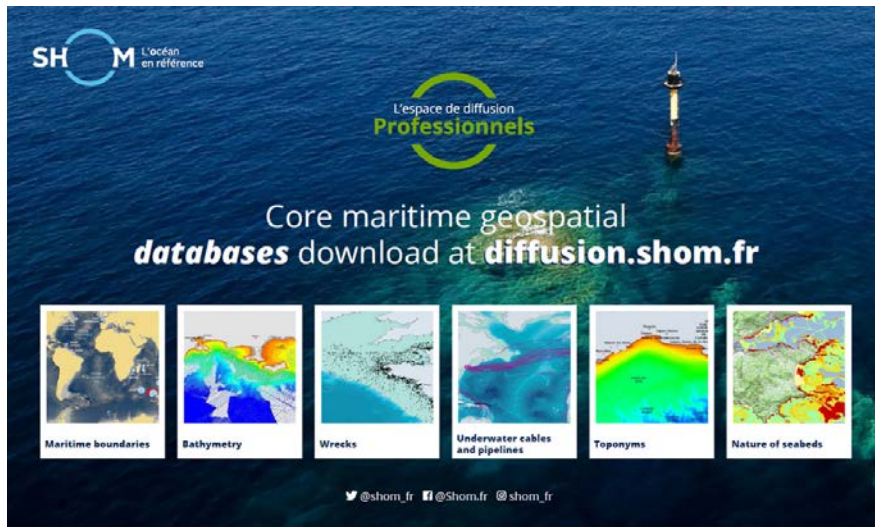 SHOM L'océan
en référence
L'espace de diffusion
Professionnels
Core maritime geospatial
databases download at diffusion.shom.fr
Maritime boundaries
Bathymetry
Wrecks
Underwater cables
and pipelines
Toponyms
Nature of seabeds
@shom_fr @Shom.fr shom_fr